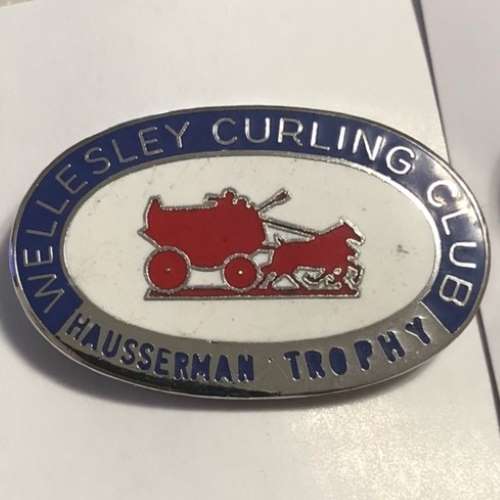 WELLESLEY CURLING CLUB
HAUSSERMAN TROPHY